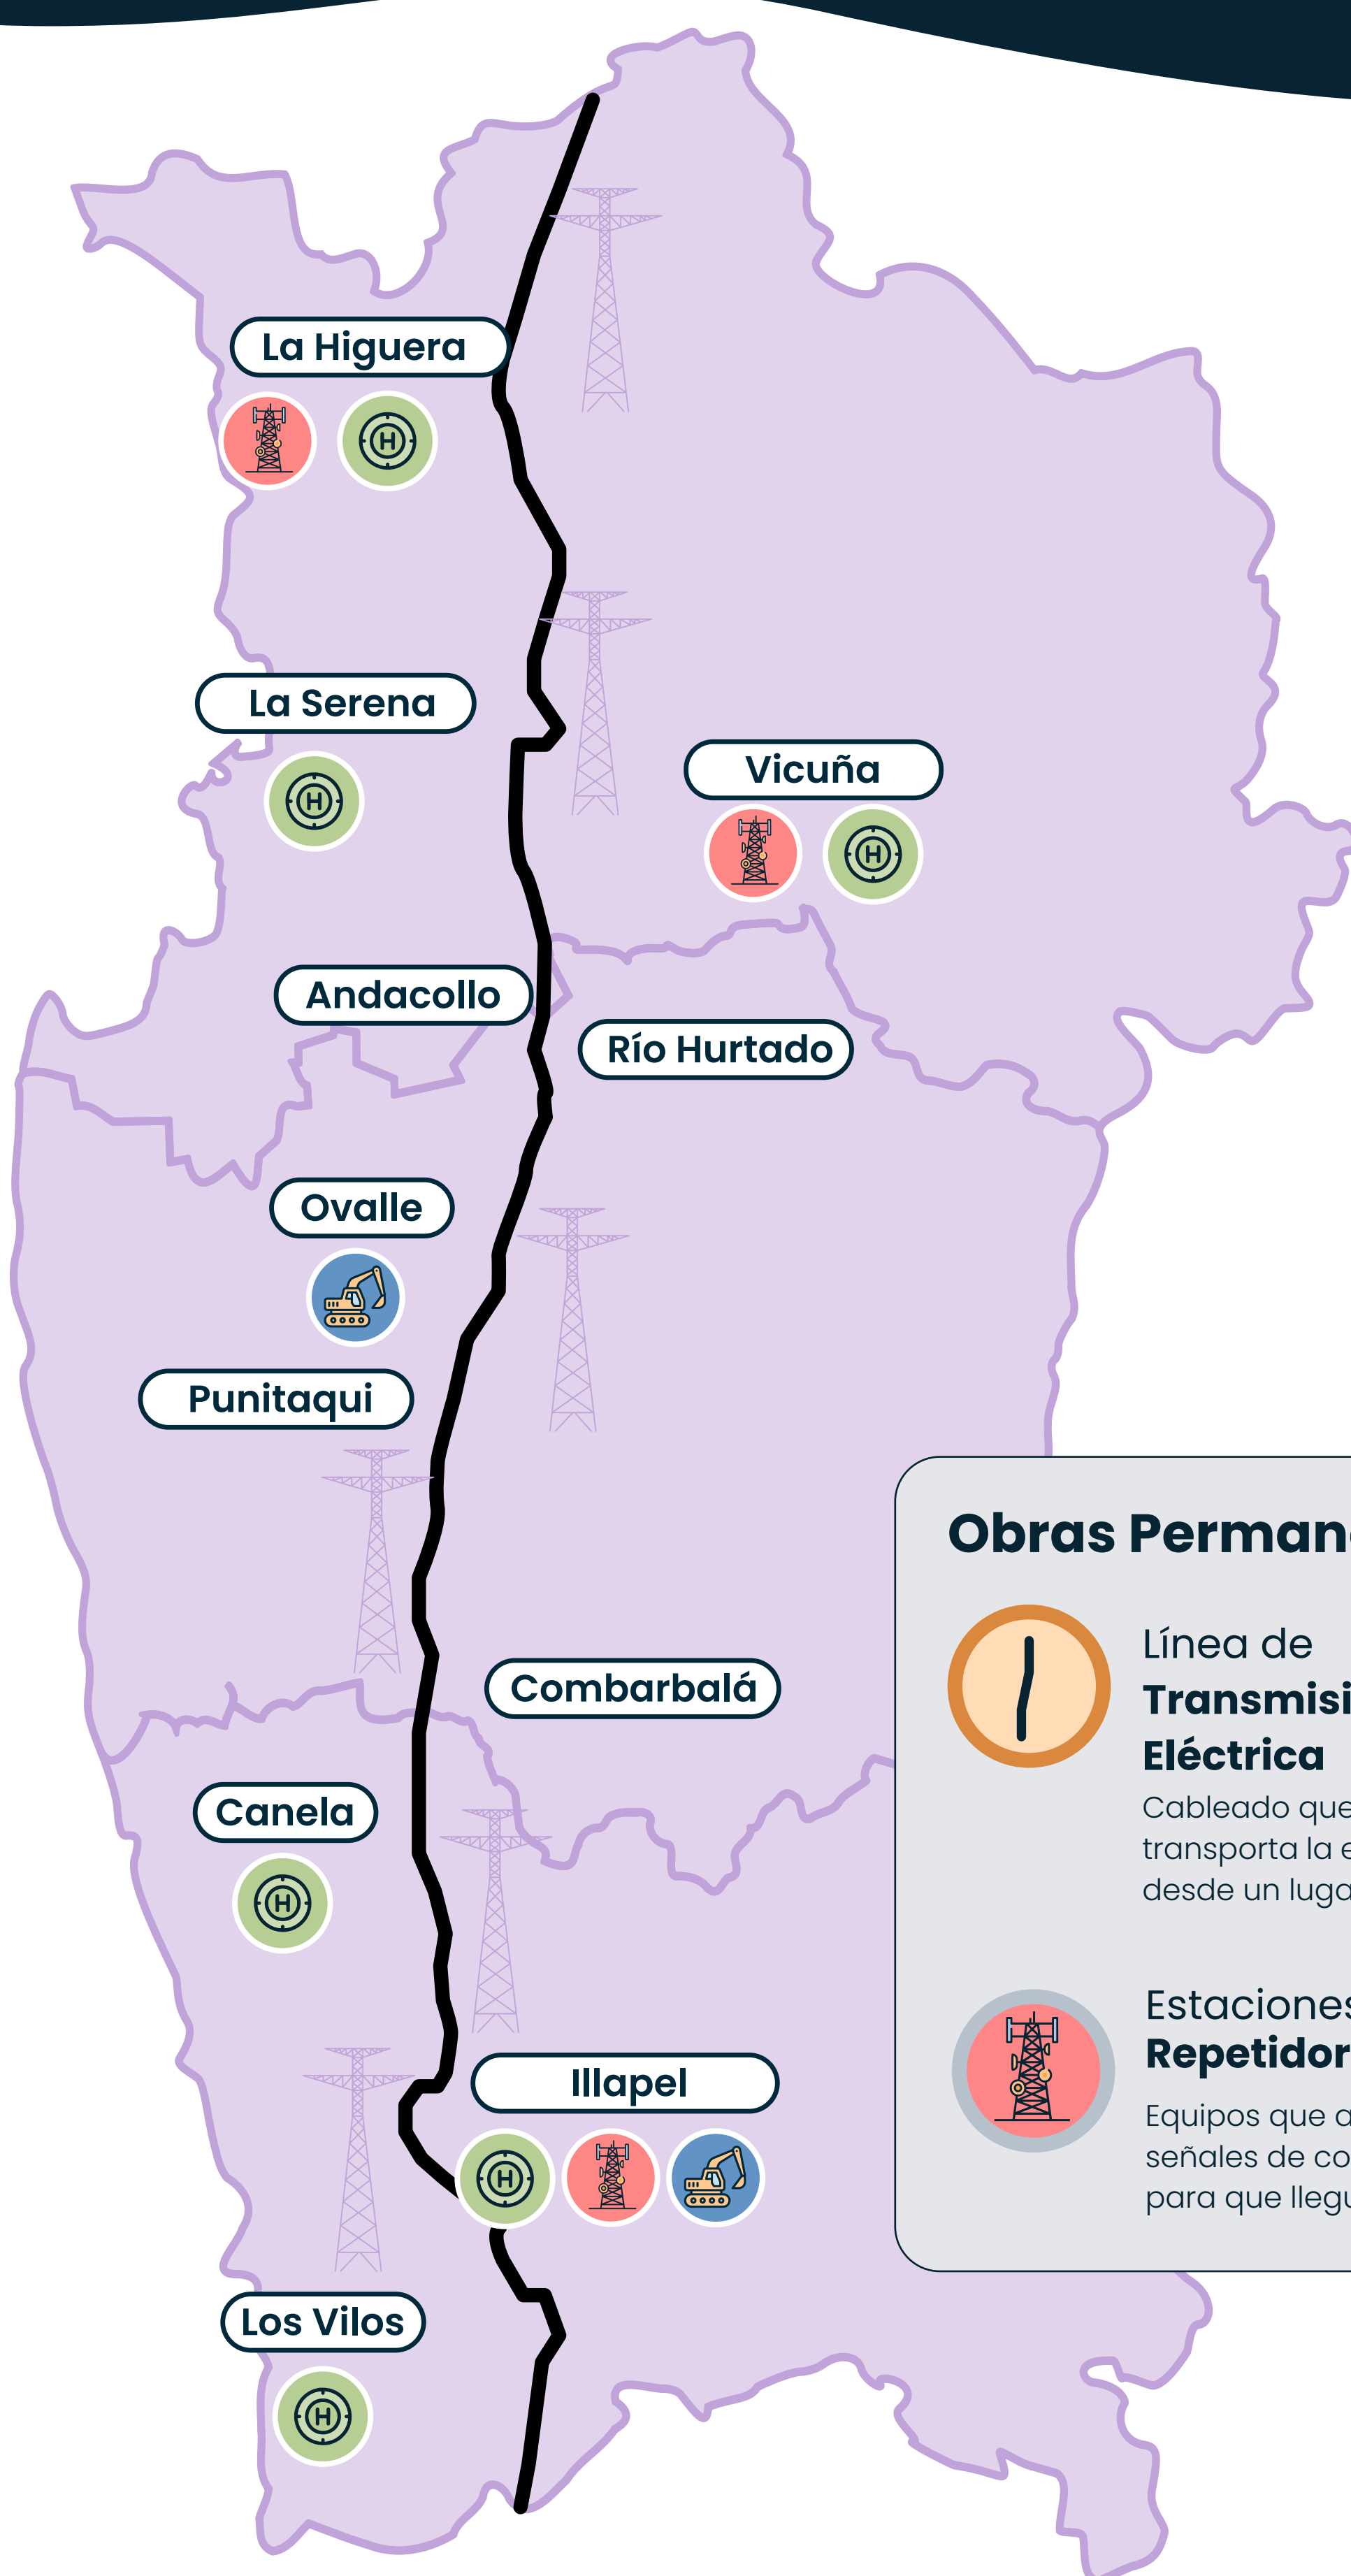 La Higuera
H
La Serena
H
Vicuña
H
Andacollo
Río Hurtado
Ovalle
Punitaqui
Combarbalá
Canela
H
Illapel
H
Los Vilos
H
Obras Perman
Línea de
Transmisi
Eléctrica
Cableado que
transporta la e
desde un luga
Estaciones
Repetidor
Equipos que a
señales de co
para que llegu